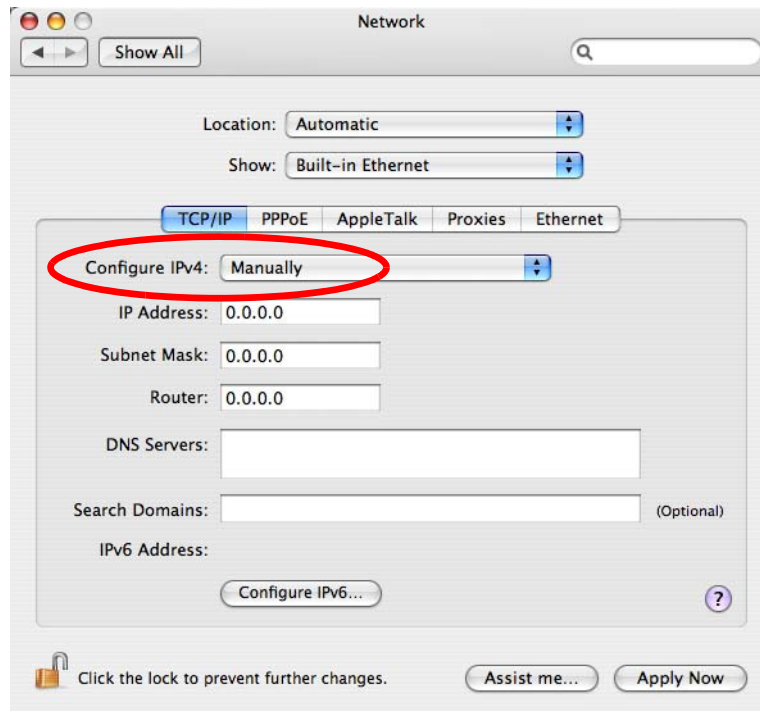 Network
Show All
Location: Automatic
Show: Built-in Ethernet
TCP/IP PPPoE AppleTalk Proxies Ethernet
Configure IPv4: Manually
IP Address: 0.0.0.0
Subnet Mask: 0.0.0.0
Router: 0.0.0.0
DNS Servers:
Search Domains: (Optional)
IPv6 Address:
Configure IPv6...
?
Click the lock to prevent further changes. Assist me... Apply Now